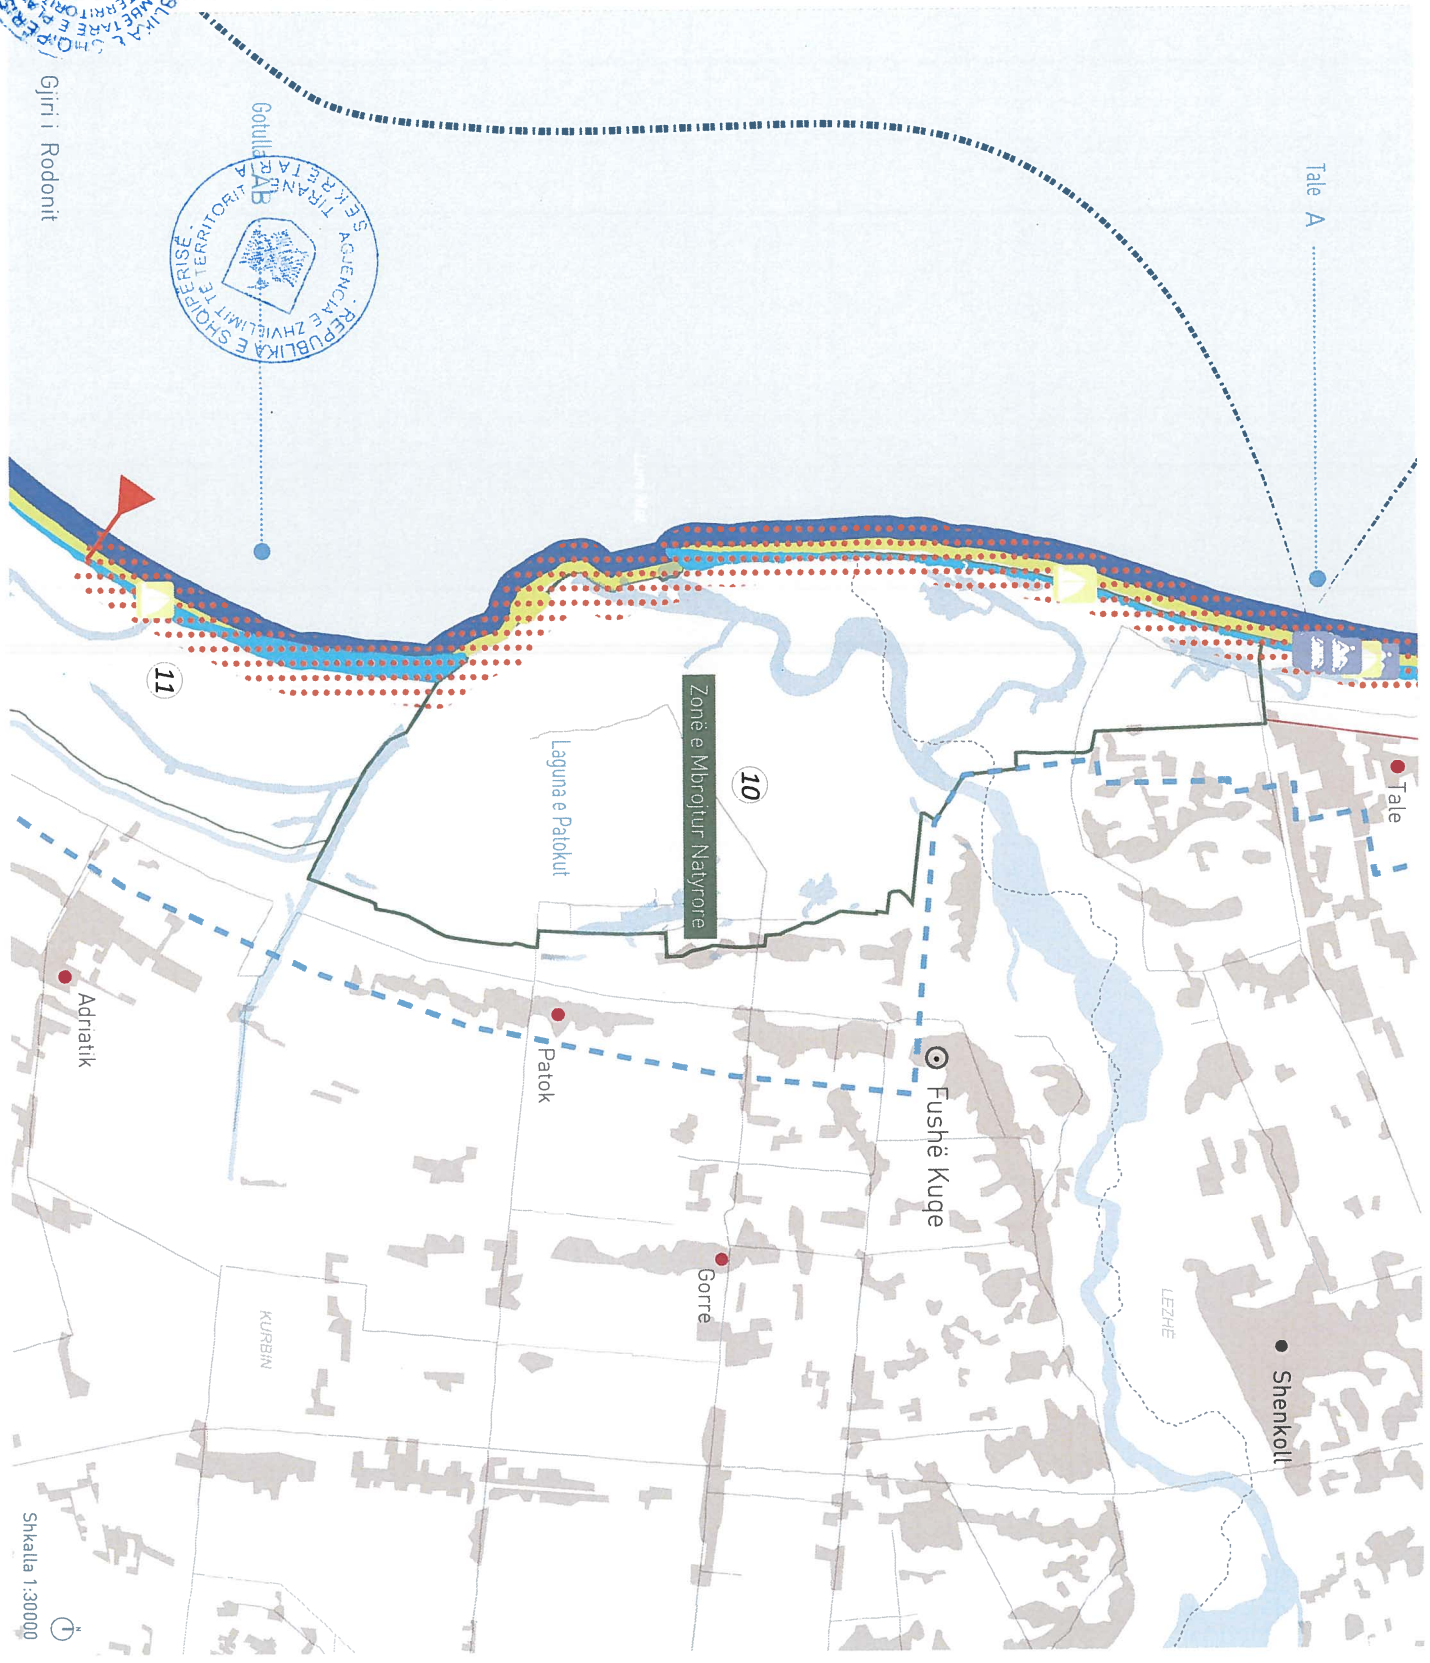 Tale A
Gjiri i Rodonit
REPUBLIKA E SHQIPËRISË
AGJENCIA E ZHVILLIMIT TË TERRITORIT
TIRANË
SEKRETARIA
Tale
10
11
Zonë e Mbrojtur Natyrore
Laguna e Patokut
Adriatik
Patok
Fushë Kuqe
Gorre
LEZHË
KURBIN
Shenkoll
Shkalla 1:30000
N